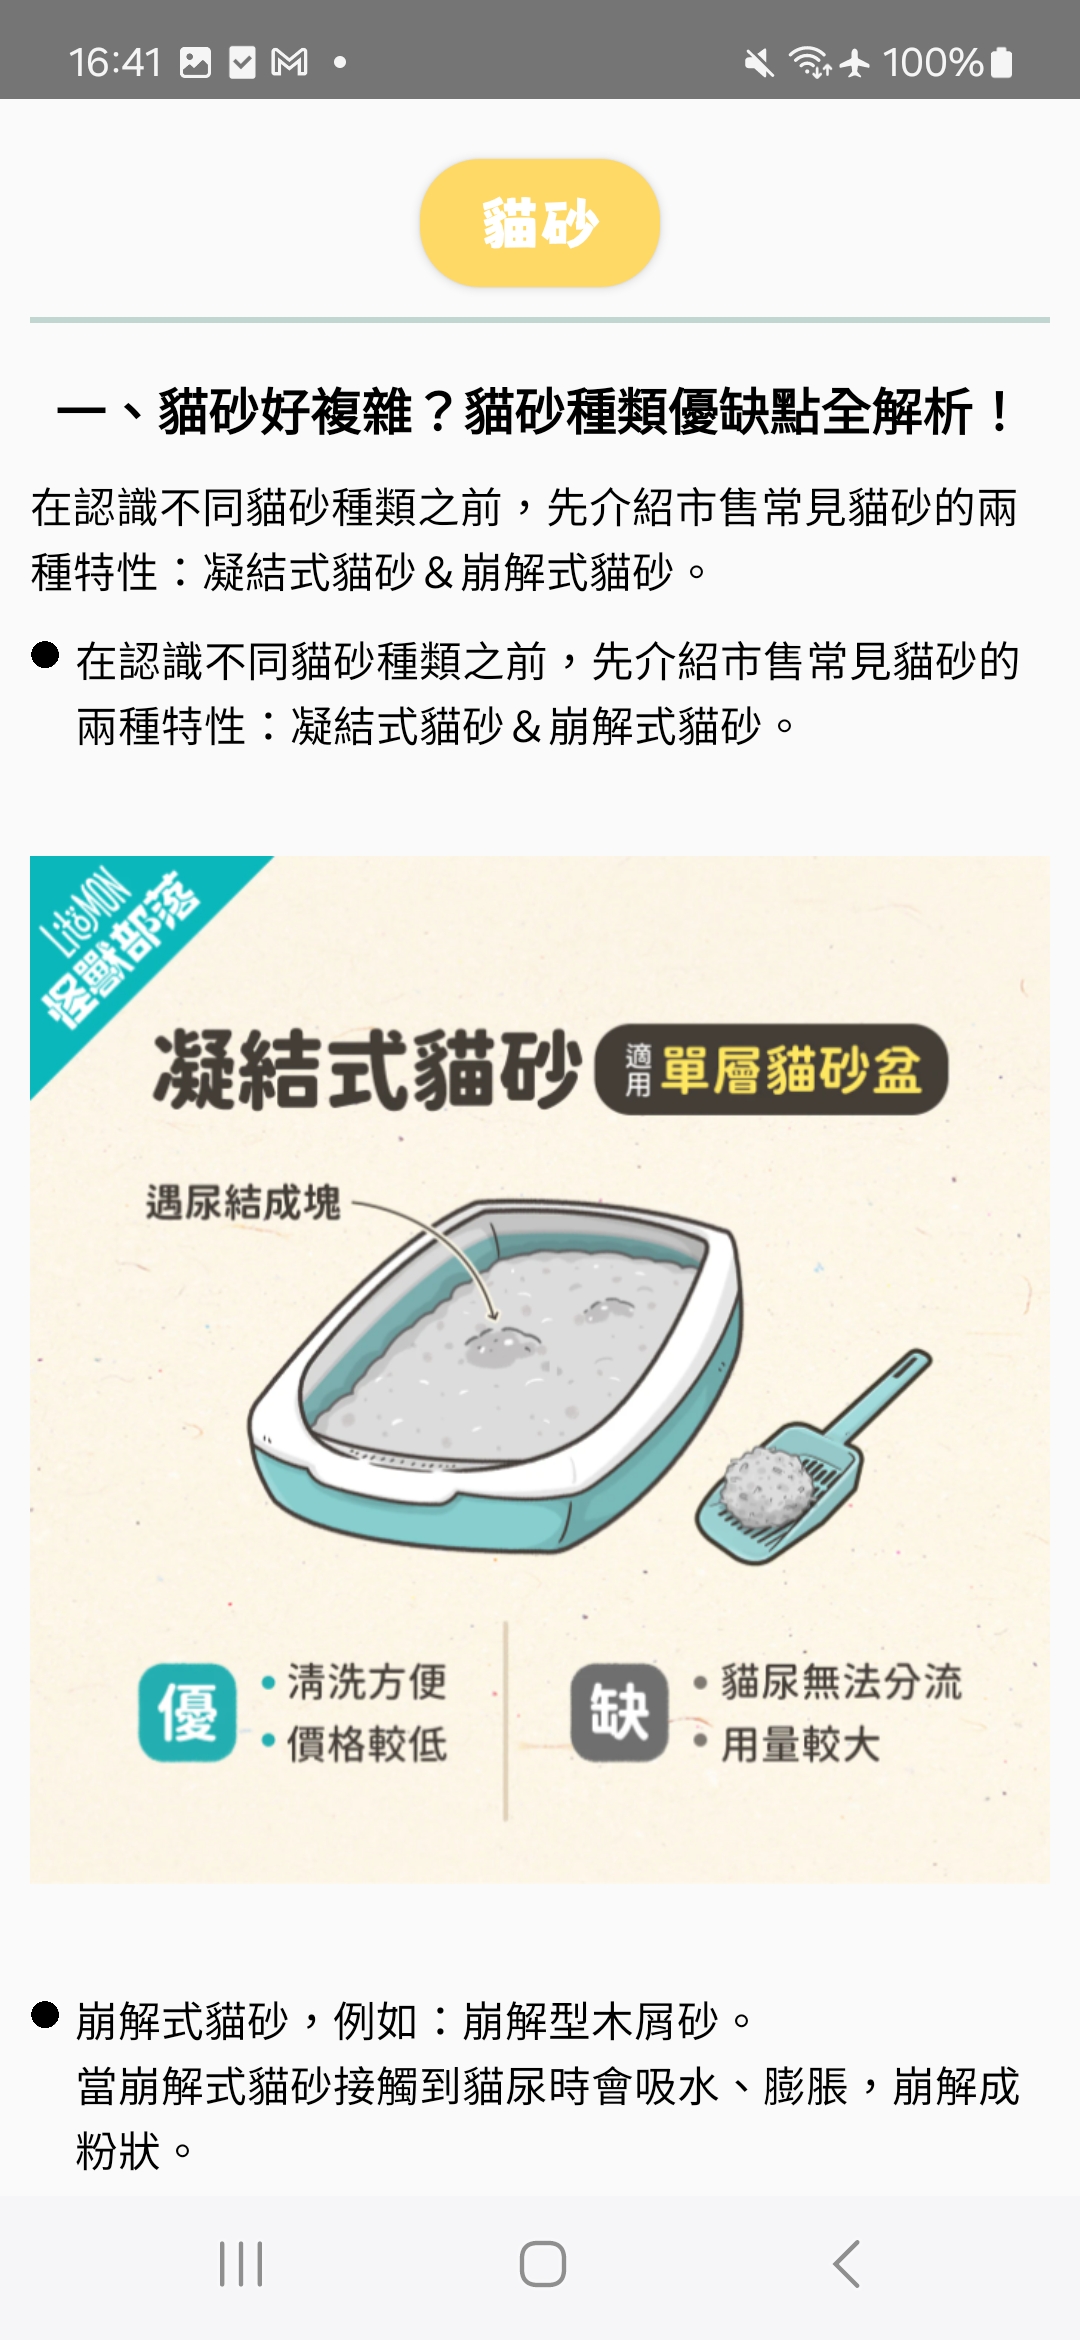 16:41
100%
貓砂
一、貓砂好複雜？貓砂種類優缺點全解析！
在認識不同貓砂種類之前，先介紹市售常見貓砂的兩
種特性：凝結式貓砂＆崩解式貓砂。
在認識不同貓砂種類之前，先介紹市售常見貓砂的
兩種特性：凝結式貓砂＆崩解式貓砂。
LitoMON
怪獸部落
凝結式貓砂 適用 單層貓砂盆
遇尿結成塊
優
• 清洗方便
• 價格較低
缺
• 貓尿無法分流
• 用量較大
崩解式貓砂，例如：崩解型木屑砂。
當崩解式貓砂接觸到貓尿時會吸水、膨脹，崩解成
粉狀。